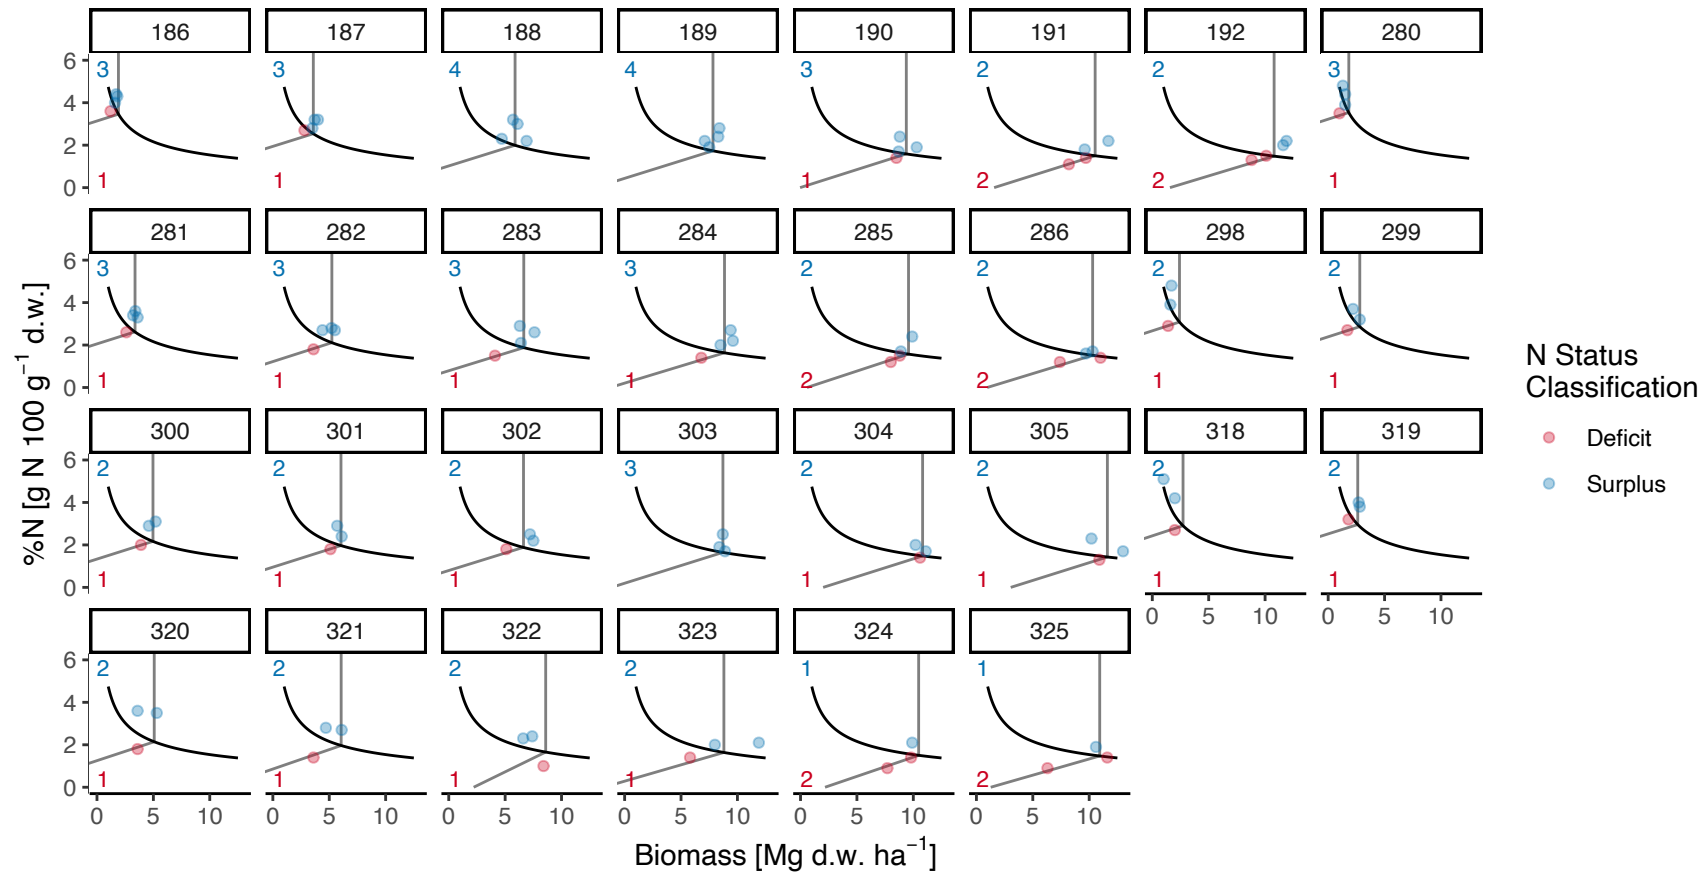 186 187 188 189 190 191 192 280
6 3 3 4 4 3 2 2 3
4
2
0 1 1 1 2 2 1
281 282 283 284 285 286 298 299
6 3 3 3 3 2 2 2 2
4
2
0 1 1 1 1 2 2 1 1
300 301 302 303 304 305 318 319
6 2 2 2 3 2 2 2 2
4
2
0 1 1 1 1 1 1 1
0 5 10 0 5 10
320 321 322 323 324 325
6 2 2 2 2 1 1
4
2
0 1 1 1 1 2 2
0 5 10 0 5 10 0 5 10 0 5 10 0 5 10 0 5 10
%N [g N 100 g⁻¹ d.w.]
Biomass [Mg d.w. ha⁻¹]
N Status
Classification
Deficit
Surplus